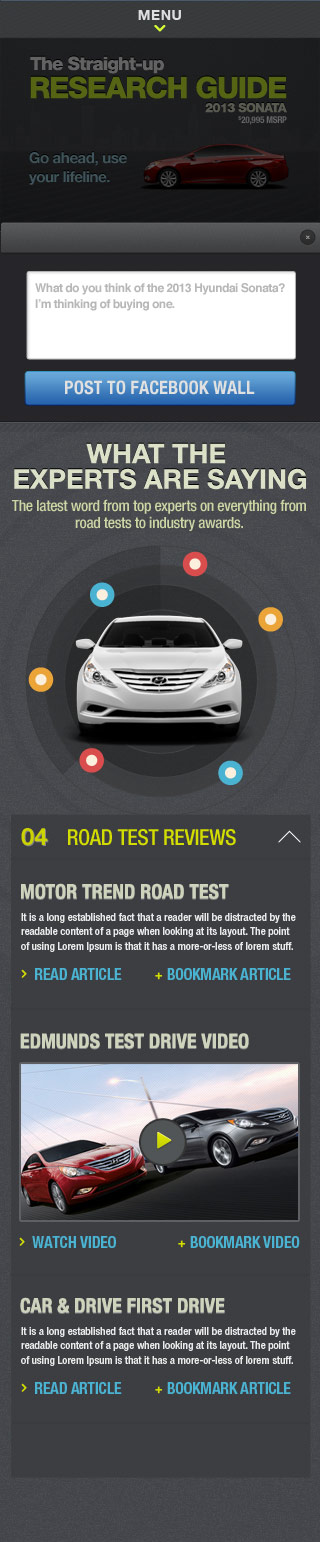 MENU
The Straight-up
RESEARCH GUIDE
2013 SONATA
$20,995 MSRP
Go ahead, use
your lifeline.
What do you think of the 2013 Hyundai Sonata?
I'm thinking of buying one.
POST TO FACEBOOK WALL
WHAT THE
EXPERTS ARE SAYING
The latest word from top experts on everything from
road tests to industry awards.
04 ROAD TEST REVIEWS
MOTOR TREND ROAD TEST
It is a long established fact that a reader will be distracted by the
readable content of a page when looking at its layout. The point
of using Lorem Ipsum is that it has a more-or-less of lorem stuff.
> READ ARTICLE + BOOKMARK ARTICLE
EDMUNDS TEST DRIVE VIDEO
> WATCH VIDEO + BOOKMARK VIDEO
CAR & DRIVE FIRST DRIVE
It is a long established fact that a reader will be distracted by the
readable content of a page when looking at its layout. The point
of using Lorem Ipsum is that it has a more-or-less of lorem stuff.
> READ ARTICLE + BOOKMARK ARTICLE